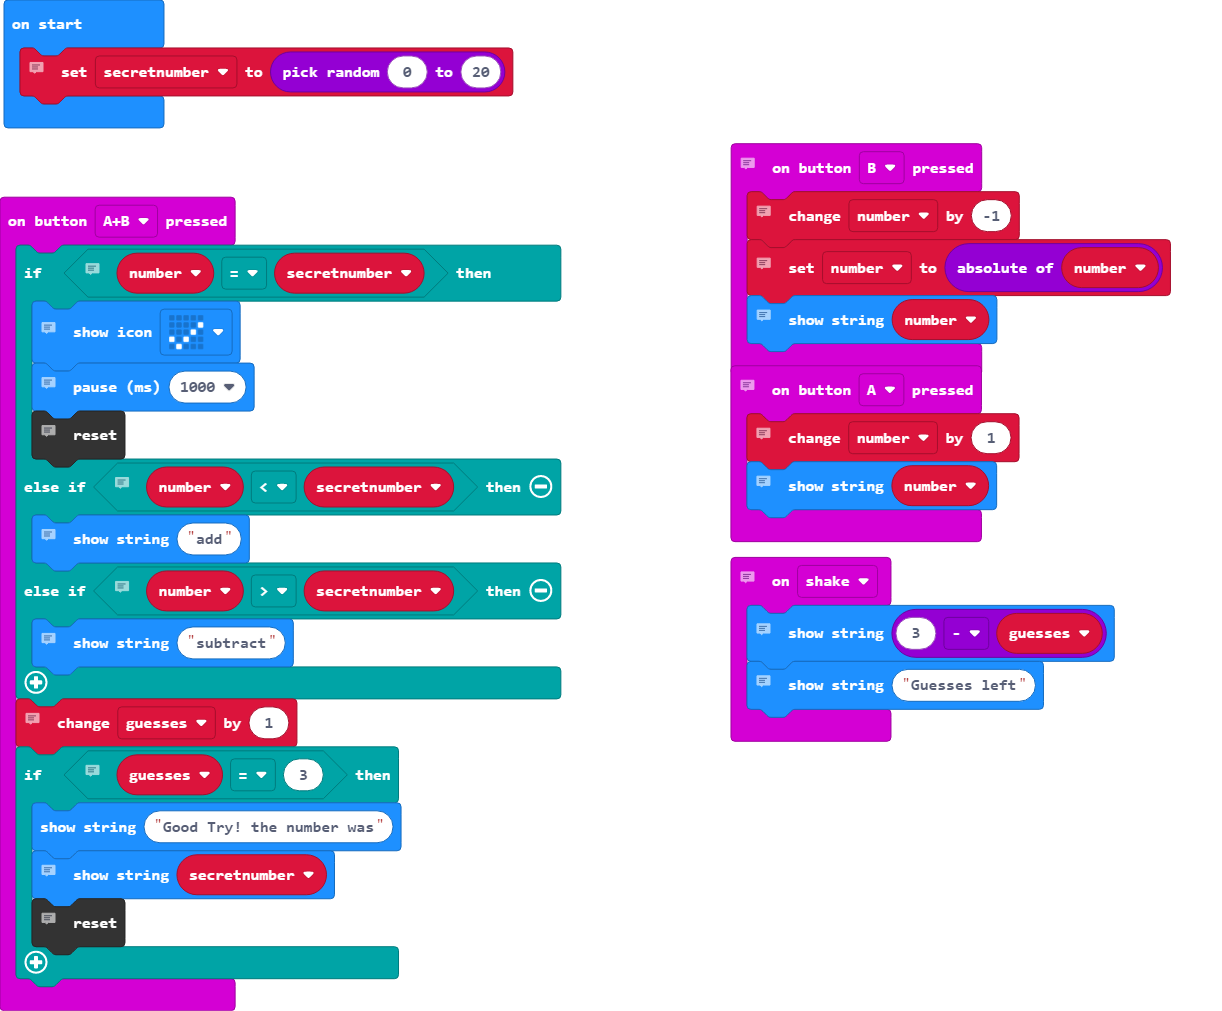 on start
set secretnumber to pick random 0 to 20
on button A+B pressed
if number = secretnumber then
show icon
pause (ms) 1000
reset
else if number < secretnumber then
show string "add"
else if number > secretnumber then
show string "subtract"
change guesses by 1
if guesses = 3 then
show string "Good Try! the number was"
show string secretnumber
reset
on button B pressed
change number by -1
set number to absolute of number
show string number
on button A pressed
change number by 1
show string number
on shake
show string 3 - guesses
show string "Guesses left"